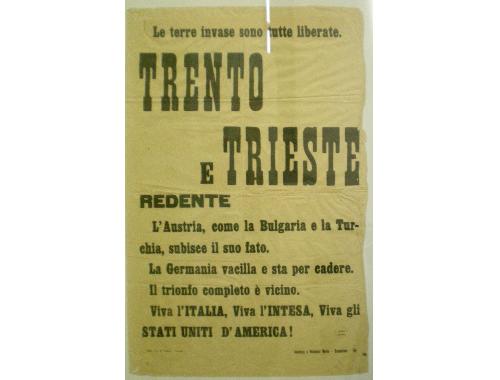 Le terre invase sono tutte liberate.
TRENTO
E TRIESTE
REDENTE
L'Austria, come la Bulgaria e la Tur-
chia, subisce il suo fato.
La Germania vacilla e sta per cadere.
Il trionfo completo è vicino.
Viva l'ITALIA, Viva l'INTESA, Viva gli
STATI UNITI D'AMERICA!